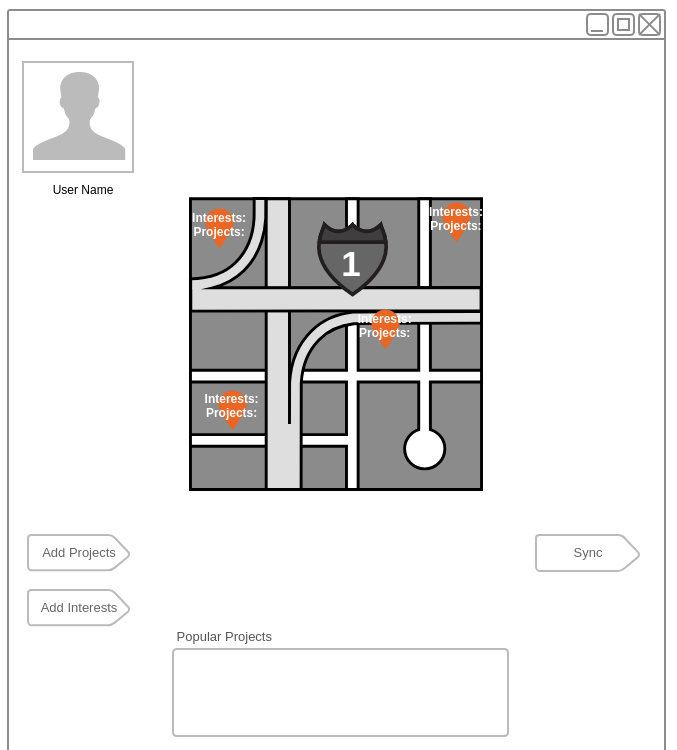 User Name
Interests:
Projects:
Interests:
Projects:
1
Interests:
Projects:
Interests:
Projects:
Add Projects
Sync
Add Interests
Popular Projects